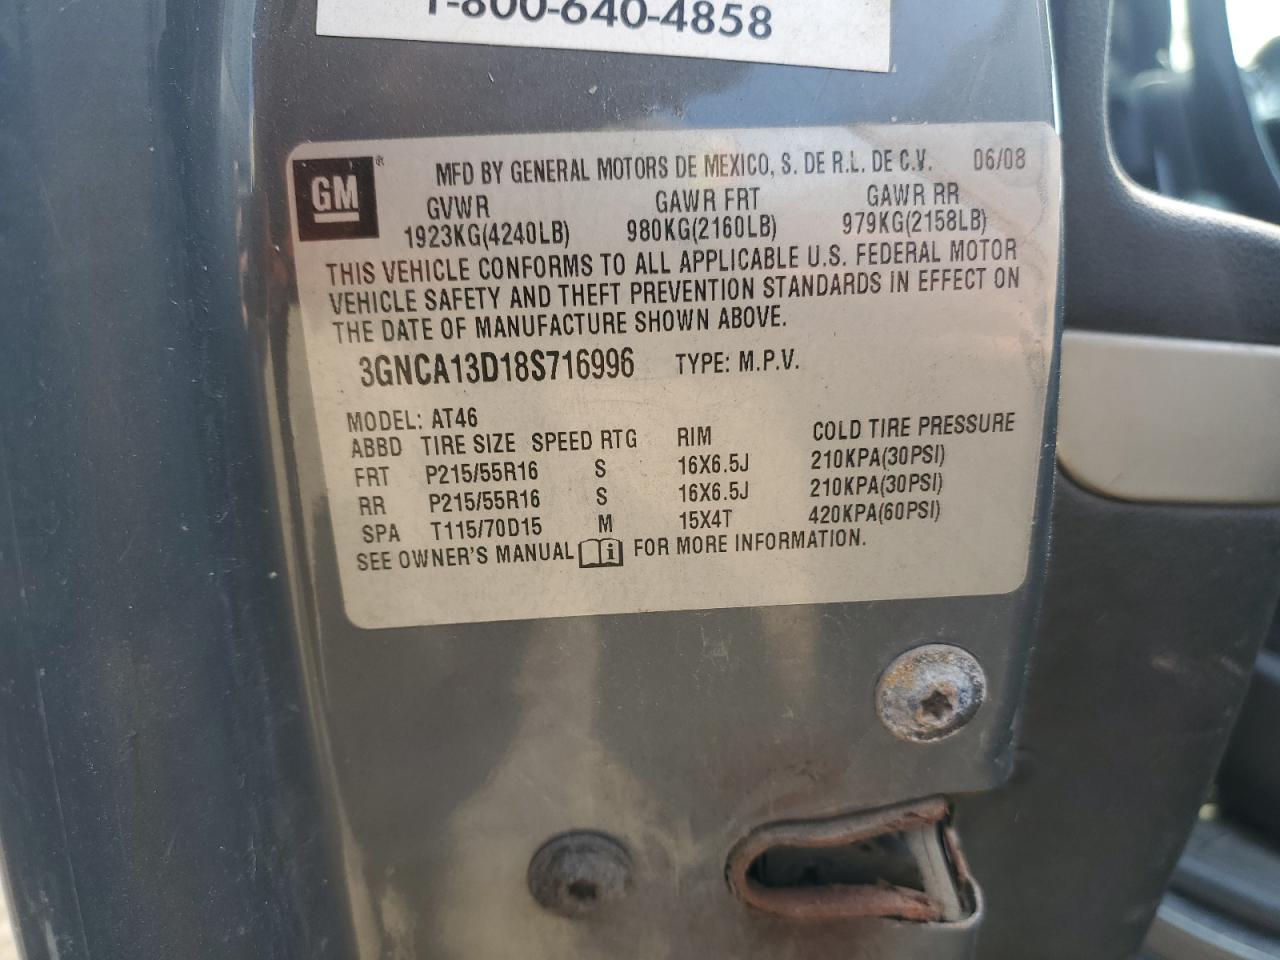 1-800-640-4858
GM® MFD BY GENERAL MOTORS DE MEXICO, S. DE R.L. DE C.V. 06/08
GVWR GAWR FRT GAWR RR
1923KG(4240LB) 980KG(2160LB) 979KG(2158LB)
THIS VEHICLE CONFORMS TO ALL APPLICABLE U.S. FEDERAL MOTOR
VEHICLE SAFETY AND THEFT PREVENTION STANDARDS IN EFFECT ON
THE DATE OF MANUFACTURE SHOWN ABOVE.
3GNCA13D18S716996 TYPE: M.P.V.
MODEL: AT46
ABBD TIRE SIZE SPEED RTG RIM COLD TIRE PRESSURE
FRT P215/55R16 S 16X6.5J 210KPA(30PSI)
RR P215/55R16 S 16X6.5J 210KPA(30PSI)
SPA T115/70D15 M 15X4T 420KPA(60PSI)
SEE OWNER'S MANUAL i FOR MORE INFORMATION.